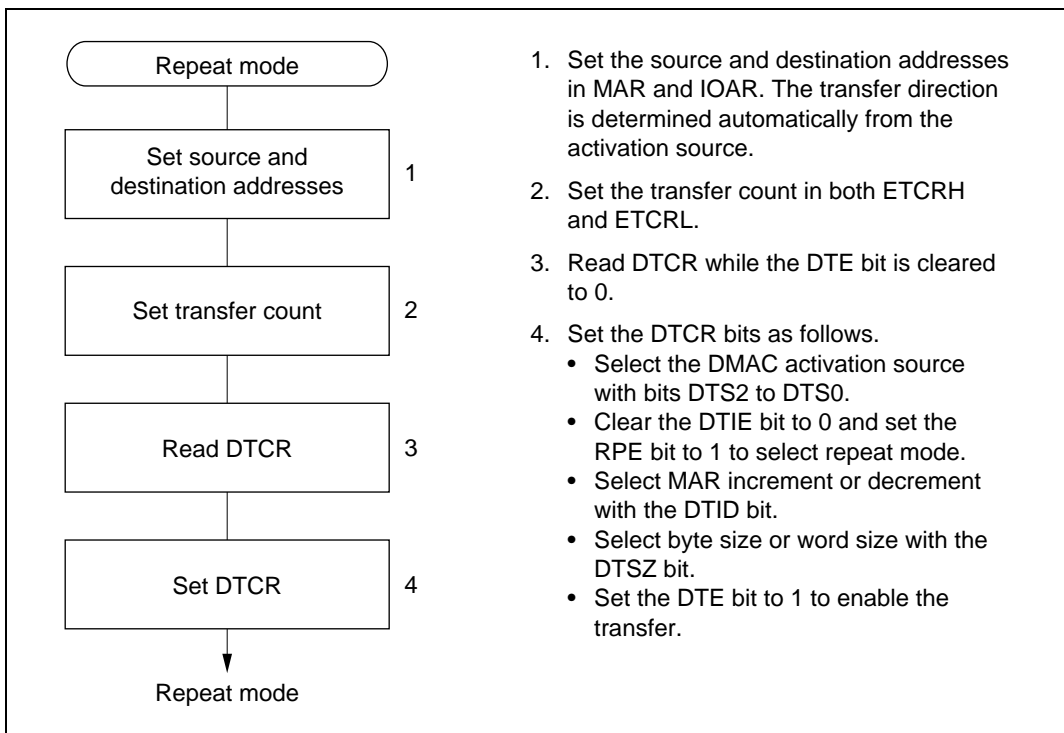 Repeat mode
Set source and
destination addresses
1
Set transfer count
2
Read DTCR
3
Set DTCR
4
Repeat mode
1. Set the source and destination addresses
in MAR and IOAR. The transfer direction
is determined automatically from the
activation source.
2. Set the transfer count in both ETCRH
and ETCRL.
3. Read DTCR while the DTE bit is cleared
to 0.
4. Set the DTCR bits as follows.
• Select the DMAC activation source
with bits DTS2 to DTS0.
• Clear the DTIE bit to 0 and set the
RPE bit to 1 to select repeat mode.
• Select MAR increment or decrement
with the DTID bit.
• Select byte size or word size with the
DTSZ bit.
• Set the DTE bit to 1 to enable the
transfer.